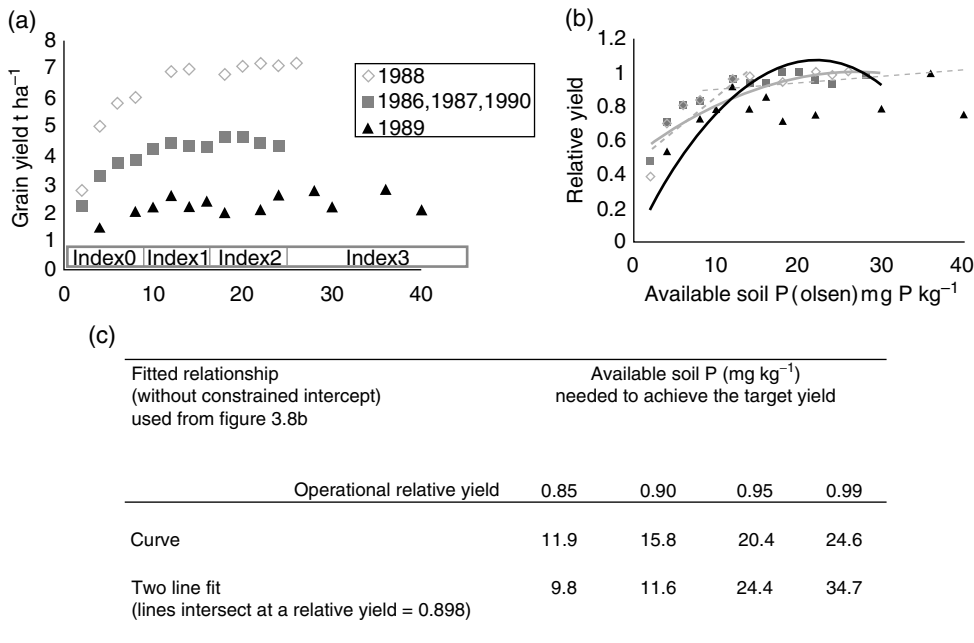 (a)
8
7
6
5
4
3
2
1
0
Grain yield t ha⁻¹
1988
1986,1987,1990
1989
Index0 Index1 Index2 Index3
0 10 20 30 40
(b)
1.2
1
0.8
0.6
0.4
0.2
0
Relative yield
0 10 20 30 40
Available soil P (olsen) mg P kg⁻¹
(c)
Fitted relationship
(without constrained intercept)
used from figure 3.8b
Available soil P (mg kg⁻¹)
needed to achieve the target yield
Operational relative yield 0.85 0.90 0.95 0.99
Curve 11.9 15.8 20.4 24.6
Two line fit 9.8 11.6 24.4 34.7
(lines intersect at a relative yield = 0.898)